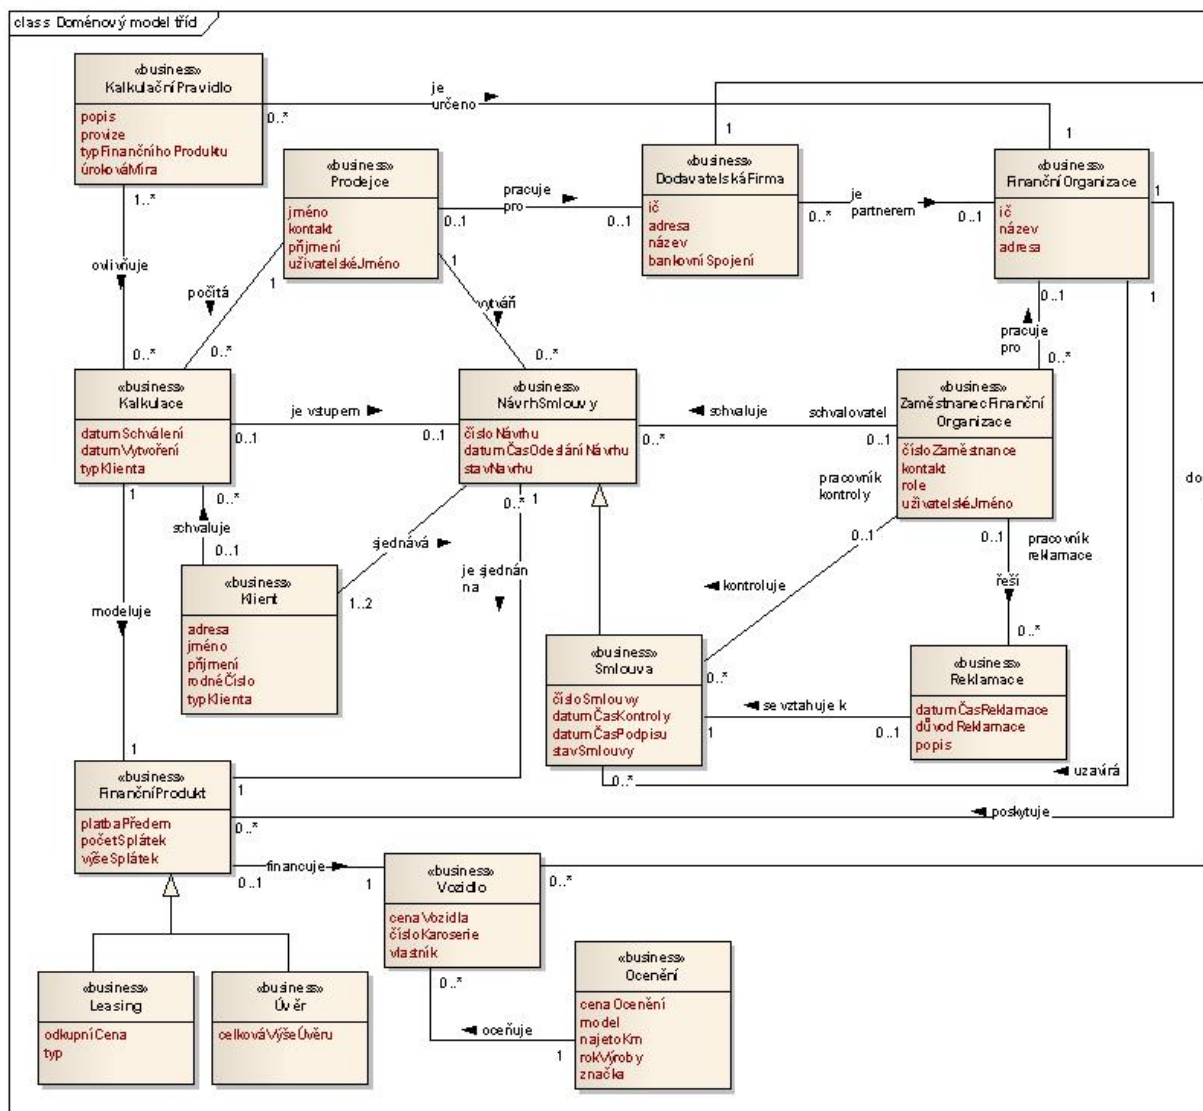 class Doménový model tříd
«business»
KalkulačníPravidlo
popis
provize
typFinančního Produktu
úrokováMíra
0..*
1..*
je
určeno
1
«business»
Prodejce
jméno
kontakt
příjmení
uživatelskéJméno
0..1
1
1
pracuje
pro
0..1
1
«business»
DodavatelskáFirma
ič
adresa
název
bankovníSpojení
0..*
je
partnerem
0..1
«business»
FinančníOrganizace
ič
název
adresa
1
1
0..1
ovlivňuje
0..*
počítá
0..*
vytváří
0..*
pracuje
pro
0..*
«business»
Kalkulace
datumSchválení
datumVytvoření
typKlienta
0..1
je vstupem
0..1
«business»
NávrhSmlouvy
čísloNávrhu
datumČasOdesláníNávrhu
stavNavrhu
0..*
schvaluje
schvalovatel
0..1
«business»
ZaměstnanecFinanční
Organizace
čísloZaměstnance
kontakt
role
uživatelskéJméno
do
1
0..*
schvaluje
0..1
sjednává
1
0..*
je sjednán
na
pracovník
kontroly
0..1
kontroluje
0..*
0..1
pracovník
reklamace
řeší
0..*
modeluje
1
«business»
Klient
adresa
jméno
příjmení
rodnéČíslo
typKlienta
1..2
«business»
Smlouva
čísloSmlouvy
datumČasKontroly
datumČasPodpisu
stavSmlouvy
1
se vztahuje k
0..1
«business»
Reklamace
datumČasReklamace
důvodReklamace
popis
0..*
uzavírá
«business»
FinančníProdukt
platbaPředem
početSplátek
výšeSplátek
1
0..*
poskytuje
0..1
financuje
1
«business»
Vozidlo
cenaVozidla
čísloKaroserie
vlastník
0..*
0..*
«business»
Leasing
odkupníCena
typ
«business»
Úvěr
celkováVýšeÚvěru
oceňuje
1
«business»
Ocenění
cenaOcenění
model
najetoKm
rokVýroby
značka